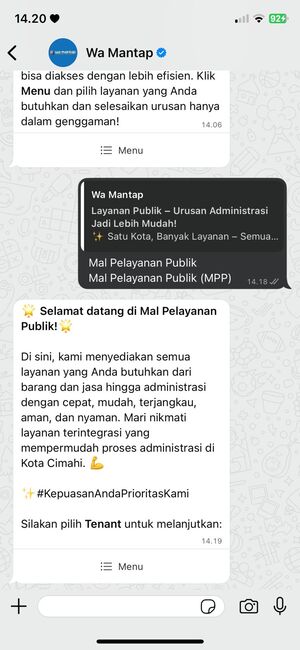 14.20
92
WA MANTAP
Wa Mantap
bisa diakses dengan lebih efisien. Klik
Menu dan pilih layanan yang Anda
butuhkan dan selesaikan urusan hanya
dalam genggaman!
14.06
Menu
Wa Mantap
Layanan Publik – Urusan Administrasi
Jadi Lebih Mudah!
✨ Satu Kota, Banyak Layanan – Semua...
Mal Pelayanan Publik
Mal Pelayanan Publik (MPP)
14.18
🌟 Selamat datang di Mal Pelayanan
Publik!🌟
Di sini, kami menyediakan semua
layanan yang Anda butuhkan dari
barang dan jasa hingga administrasi
dengan cepat, mudah, terjangkau,
aman, dan nyaman. Mari nikmati
layanan terintegrasi yang
mempermudah proses administrasi di
Kota Cimahi. 💪
✨#KepuasanAndaPrioritasKami
Silakan pilih Tenant untuk melanjutkan:
14.19
Menu